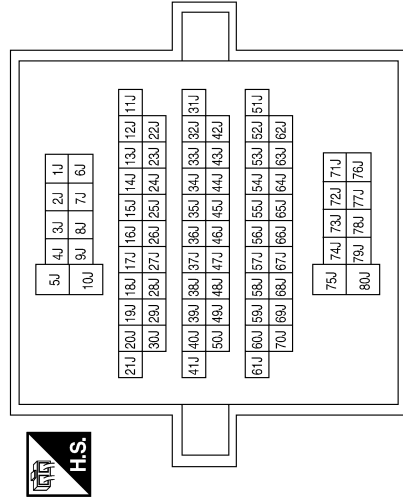 H.S.
5J 4J 3J 2J 1J
10J 9J 8J 7J 6J
21J 20J 19J 18J 17J 16J 15J 14J 13J 12J 11J
30J 29J 28J 27J 26J 25J 24J 23J 22J
41J 40J 39J 38J 37J 36J 35J 34J 33J 32J 31J
50J 49J 48J 47J 46J 45J 44J 43J 42J
61J 60J 59J 58J 57J 56J 55J 54J 53J 52J 51J
70J 69J 68J 67J 66J 65J 64J 63J 62J
75J 74J 73J 72J 71J
80J 79J 78J 77J 76J